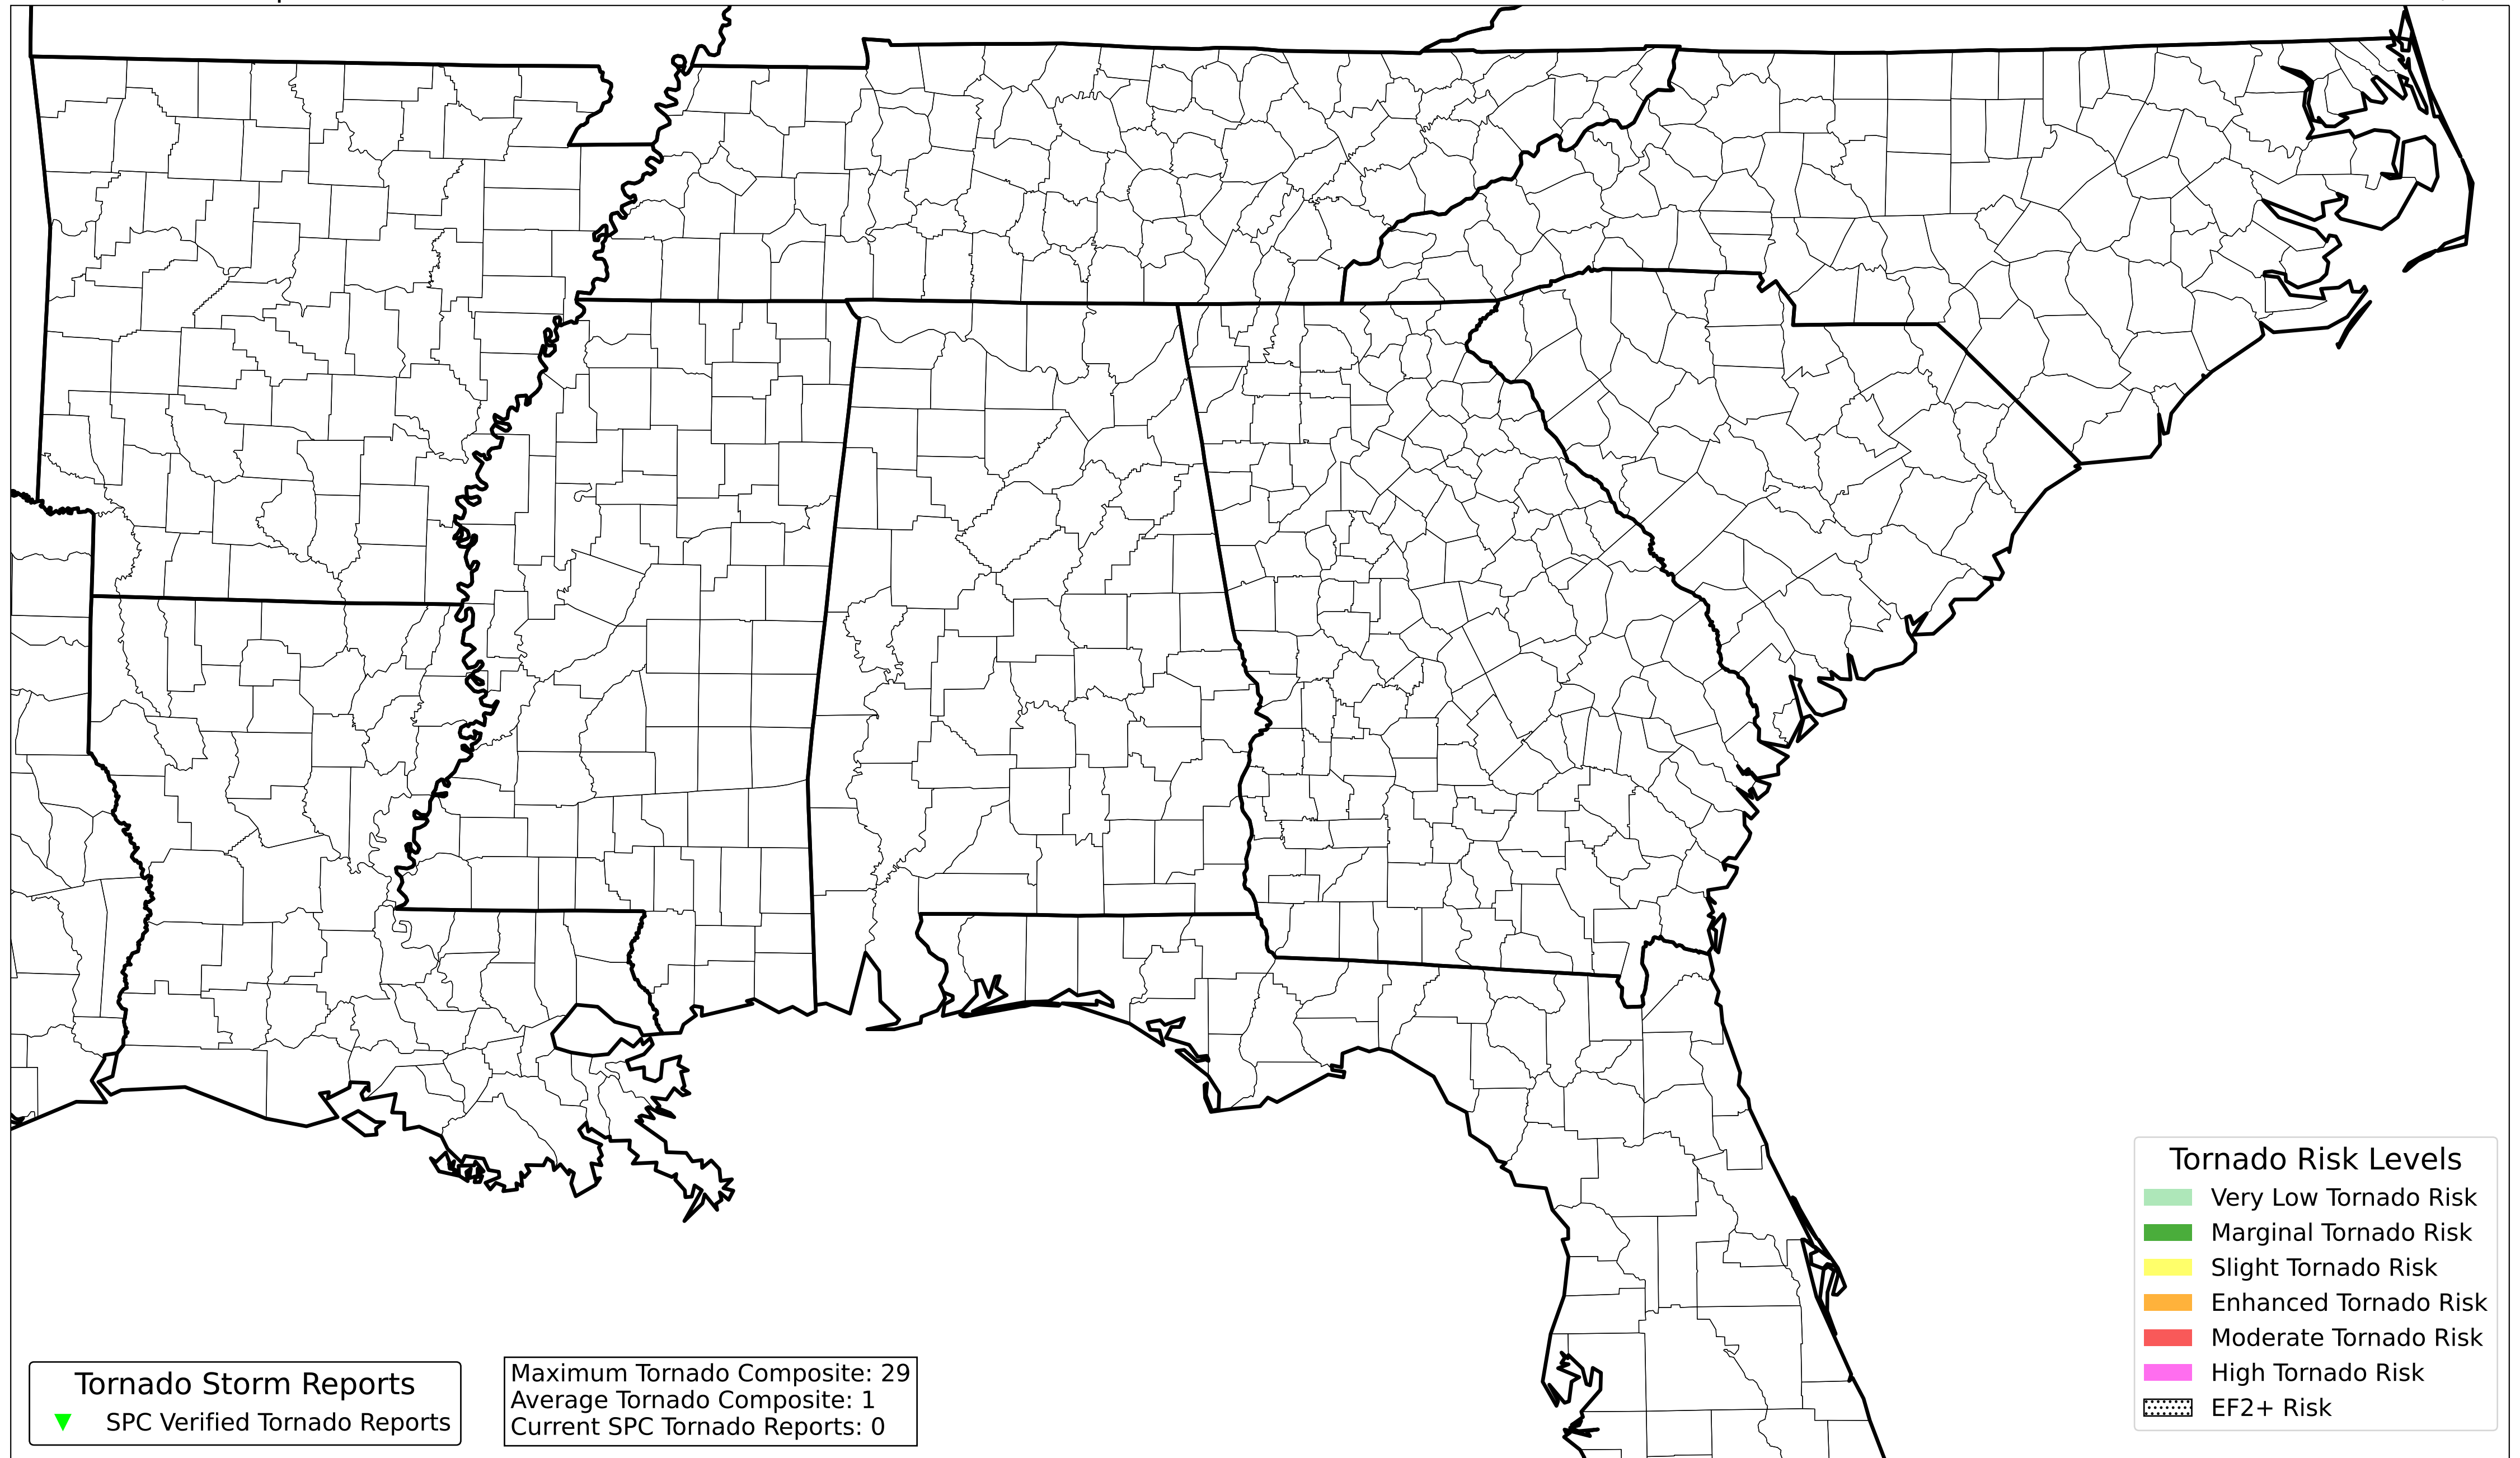 Tornado Risk Levels
Very Low Tornado Risk
Marginal Tornado Risk
Slight Tornado Risk
Enhanced Tornado Risk
Moderate Tornado Risk
High Tornado Risk
EF2+ Risk
Tornado Storm Reports
SPC Verified Tornado Reports
Maximum Tornado Composite: 29
Average Tornado Composite: 1
Current SPC Tornado Reports: 0